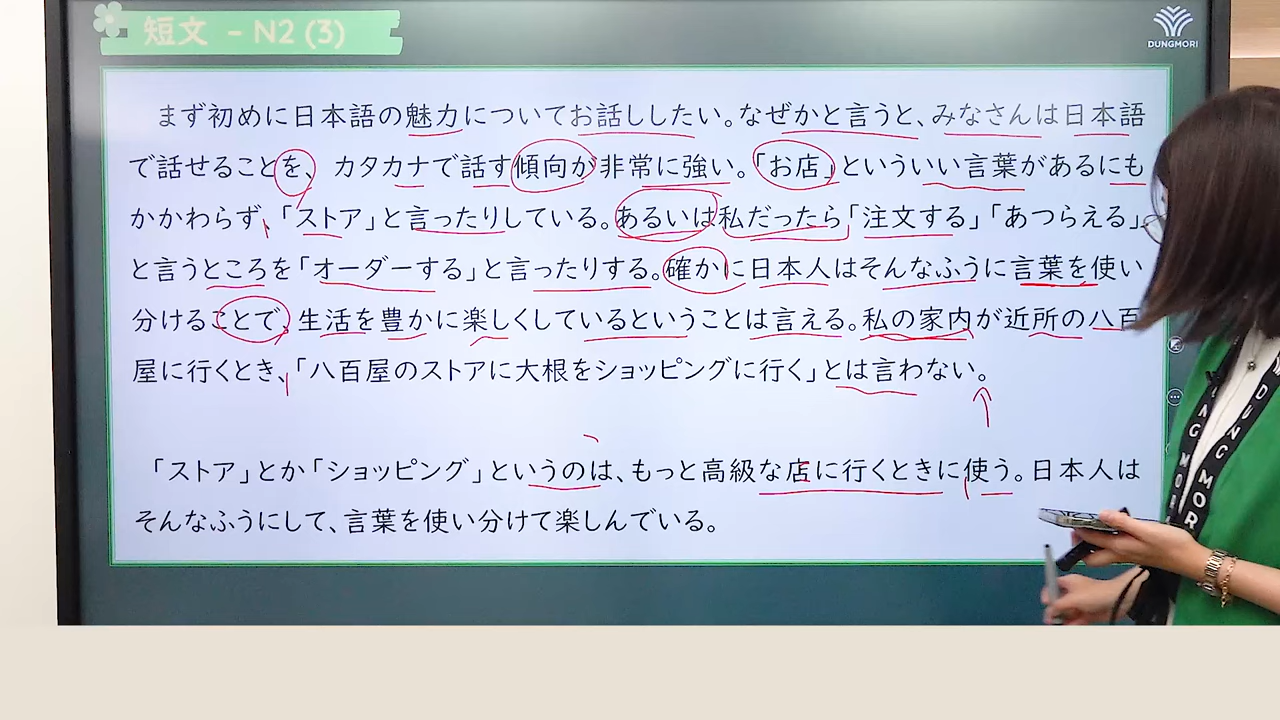 短文 – N2 (3)
DUNGMORI
まず初めに日本語の魅力についてお話ししたい。なぜかと言うと、みなさんは日本語
で話せることを、カタカナで話す傾向が非常に強い。「お店」といういい言葉があるにも
かかわらず、「ストア」と言ったりしている。あるいは私だったら「注文する」「あつらえる」
と言うところを「オーダーする」と言ったりする。確かに日本人はそんなふうに言葉を使い
分けることで、生活を豊かに楽しくしているということは言える。私の家内が近所の八百
屋に行くとき、「八百屋のストアに大根をショッピングに行く」とは言わない。
「ストア」とか「ショッピング」というのは、もっと高級な店に行くときに使う。日本人は
そんなふうにして、言葉を使い分けて楽しんでいる。
DUNG MORI